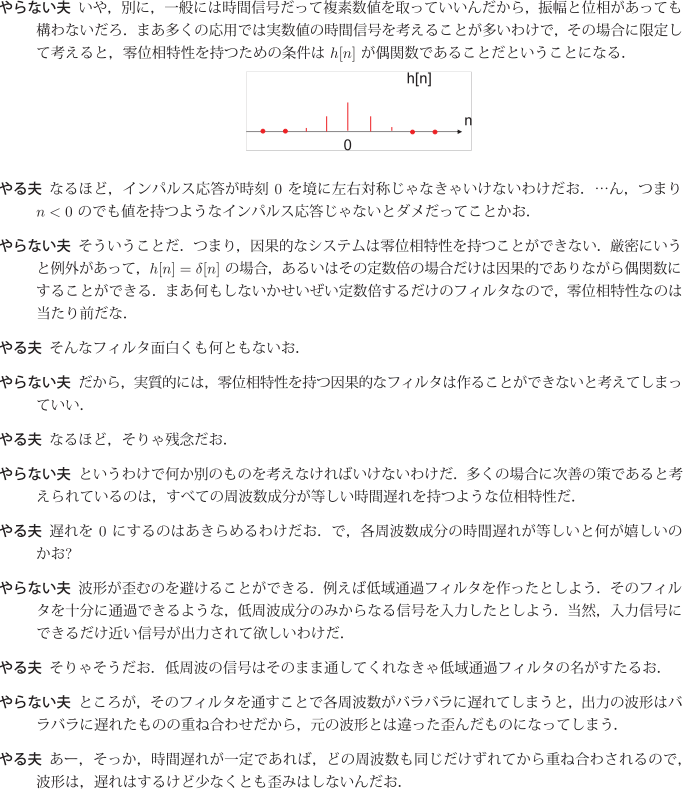 やらない夫 いや，別に，一般には時間信号だって複素数値を取っていいんだから，振幅と位相があっても
構わないだろ．まあ多くの応用では実数値の時間信号を考えることが多いわけで，その場合に限定し
て考えると，零位相特性を持つための条件は h[n] が偶関数であることだということになる．
h[n]
n
0
やる夫 なるほど，インパルス応答が時刻 0 を境に左右対称じゃなきゃいけないわけだお．…ん，つまり
n < 0 のでも値を持つようなインパルス応答じゃないとダメだってことかお．
やらない夫 そういうことだ．つまり，因果的なシステムは零位相特性を持つことができない．厳密にいう
と例外があって，h[n] = δ[n] の場合，あるいはその定数倍の場合だけは因果的でありながら偶関数に
することができる．まあ何もしないかせいぜい定数倍するだけのフィルタなので，零位相特性なのは
当たり前だな．
やる夫 そんなフィルタ面白くも何ともないお．
やらない夫 だから，実質的には，零位相特性を持つ因果的なフィルタは作ることができないと考えてしまっ
ていい．
やる夫 なるほど，そりゃ残念だお．
やらない夫 というわけで何か別のものを考えなければいけないわけだ．多くの場合に次善の策であると考
えられているのは，すべての周波数成分が等しい時間遅れを持つような位相特性だ．
やる夫 遅れを 0 にするのはあきらめるわけだお．で，各周波数成分の時間遅れが等しいと何が嬉しいの
かお?
やらない夫 波形が歪むのを避けることができる．例えば低域通過フィルタを作ったとしよう．そのフィル
タを十分に通過できるような，低周波成分のみからなる信号を入力したとしよう．当然，入力信号に
できるだけ近い信号が出力されて欲しいわけだ．
やる夫 そりゃそうだお．低周波の信号はそのまま通してくれなきゃ低域通過フィルタの名がすたるお．
やらない夫 ところが，そのフィルタを通すことで各周波数がバラバラに遅れてしまうと，出力の波形はバ
ラバラに遅れたものの重ね合わせだから，元の波形とは違った歪んだものになってしまう．
やる夫 あー，そっか，時間遅れが一定であれば，どの周波数も同じだけずれてから重ね合わされるので，
波形は，遅れはするけど少なくとも歪みはしないんだお．